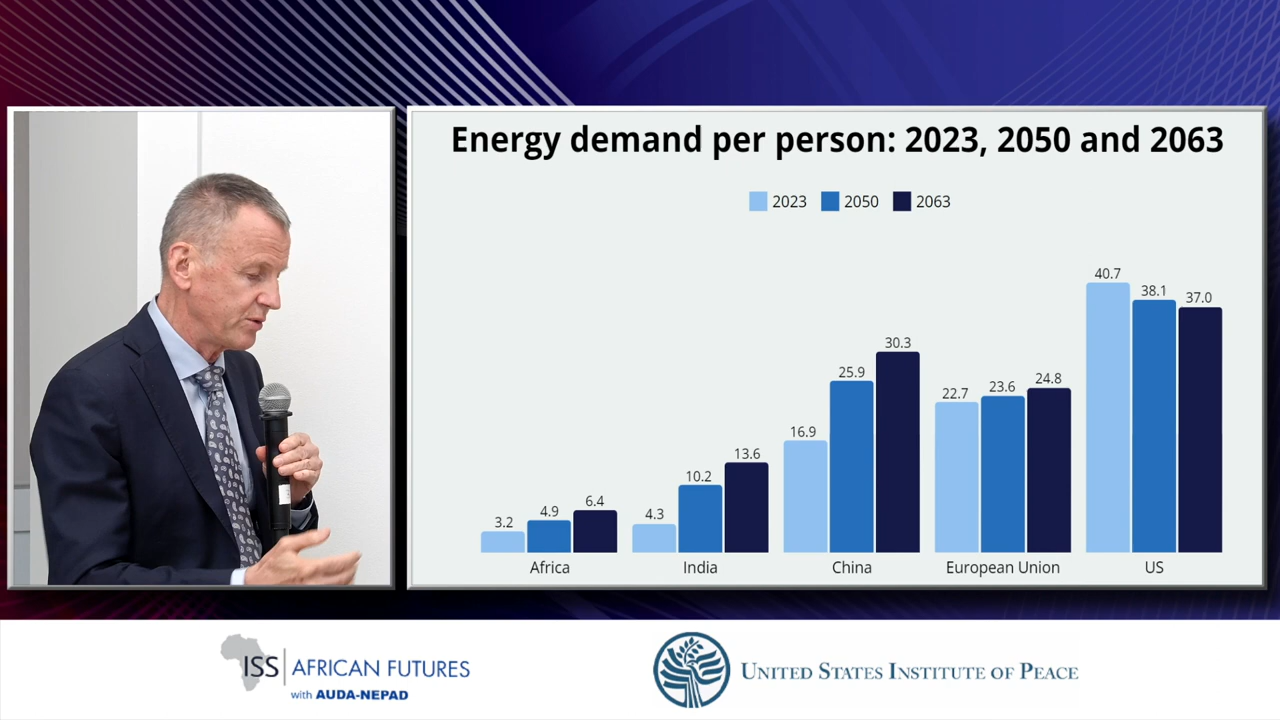 Energy demand per person: 2023, 2050 and 2063
2023 2050 2063
3.2 4.9 6.4
4.3 10.2 13.6
16.9 25.9 30.3
22.7 23.6 24.8
40.7 38.1 37.0
Africa India China European Union US
ISS AFRICAN FUTURES
with AUDA-NEPAD
UNITED STATES INSTITUTE OF PEACE